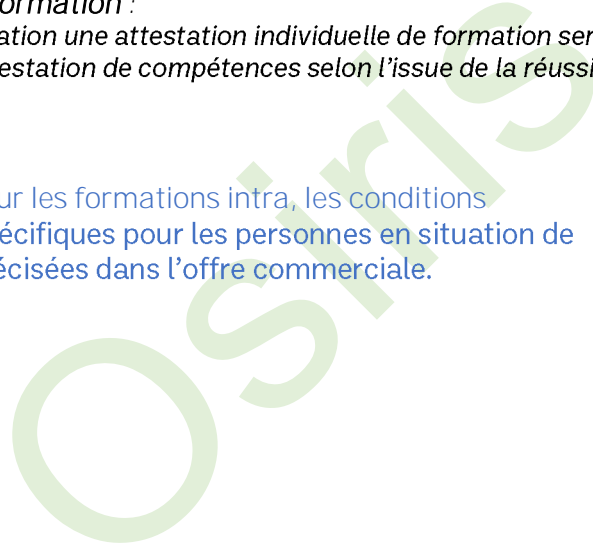 ormation :
ation une attestation individuelle de formation ser
estation de compétences selon l'issue de la réussi
ur les formations intra, les conditions
écifiques pour les personnes en situation de
écisées dans l'offre commerciale.
Osiris